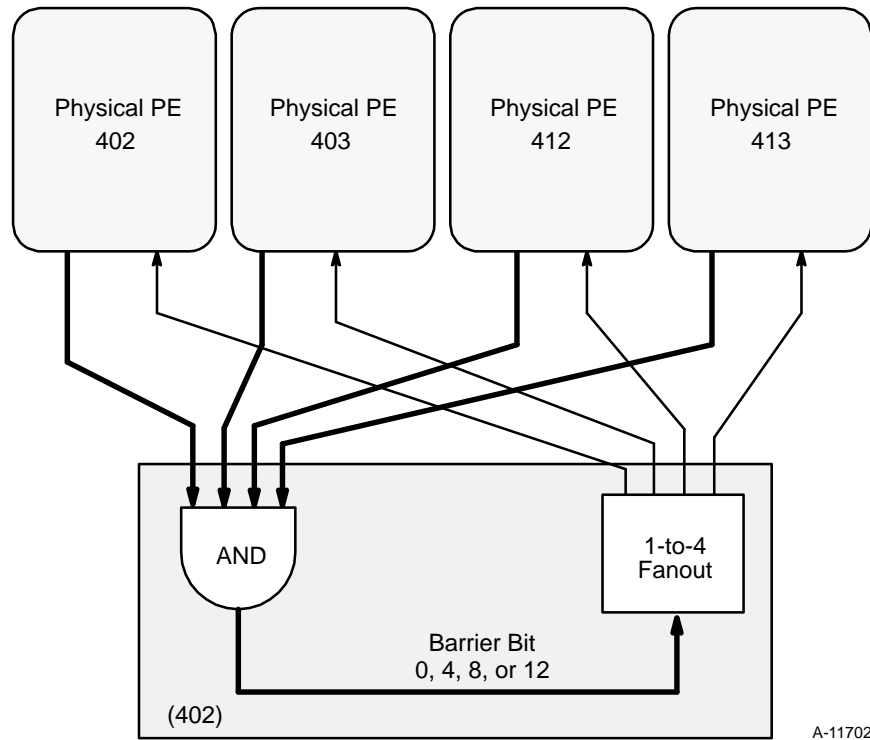 Physical PE
402
Physical PE
403
Physical PE
412
Physical PE
413
AND
1-to-4
Fanout
Barrier Bit
0, 4, 8, or 12
(402)
A-11702